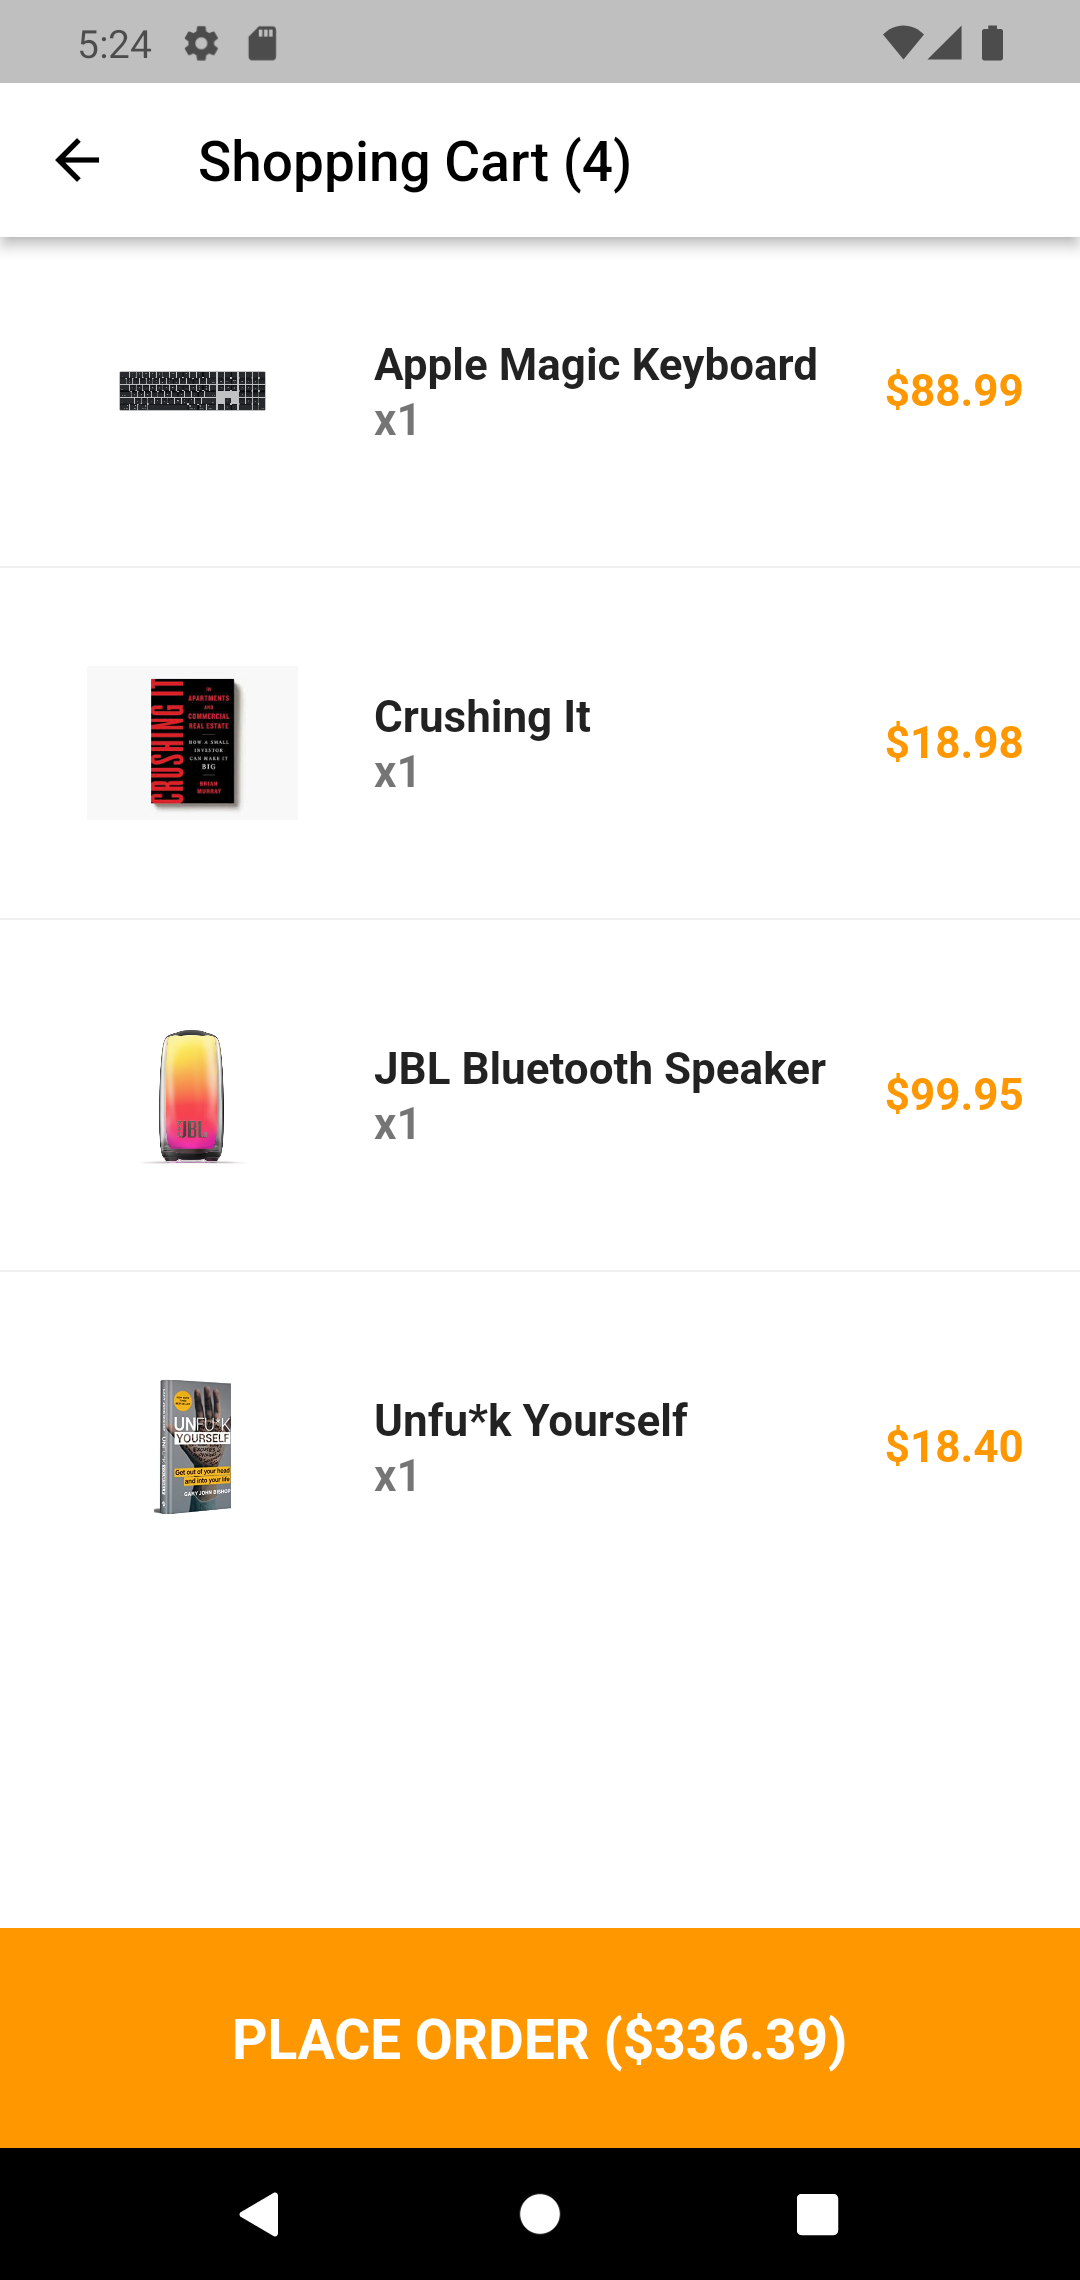 5:24
Shopping Cart (4)
Apple Magic Keyboard
x1
$88.99
CRUSHING IT
IN
APARTMENTS
AND
COMMERCIAL
REAL ESTATE
HOW A SMALL
INVESTOR
CAN MAKE IT
BIG
BRIAN
MURRAY
Crushing It
x1
$18.98
JBL
JBL Bluetooth Speaker
x1
$99.95
UNFU*K
YOURSELF
Get out of your head
and into your life
GARY JOHN BISHOP
Unfu*k Yourself
x1
$18.40
PLACE ORDER ($336.39)